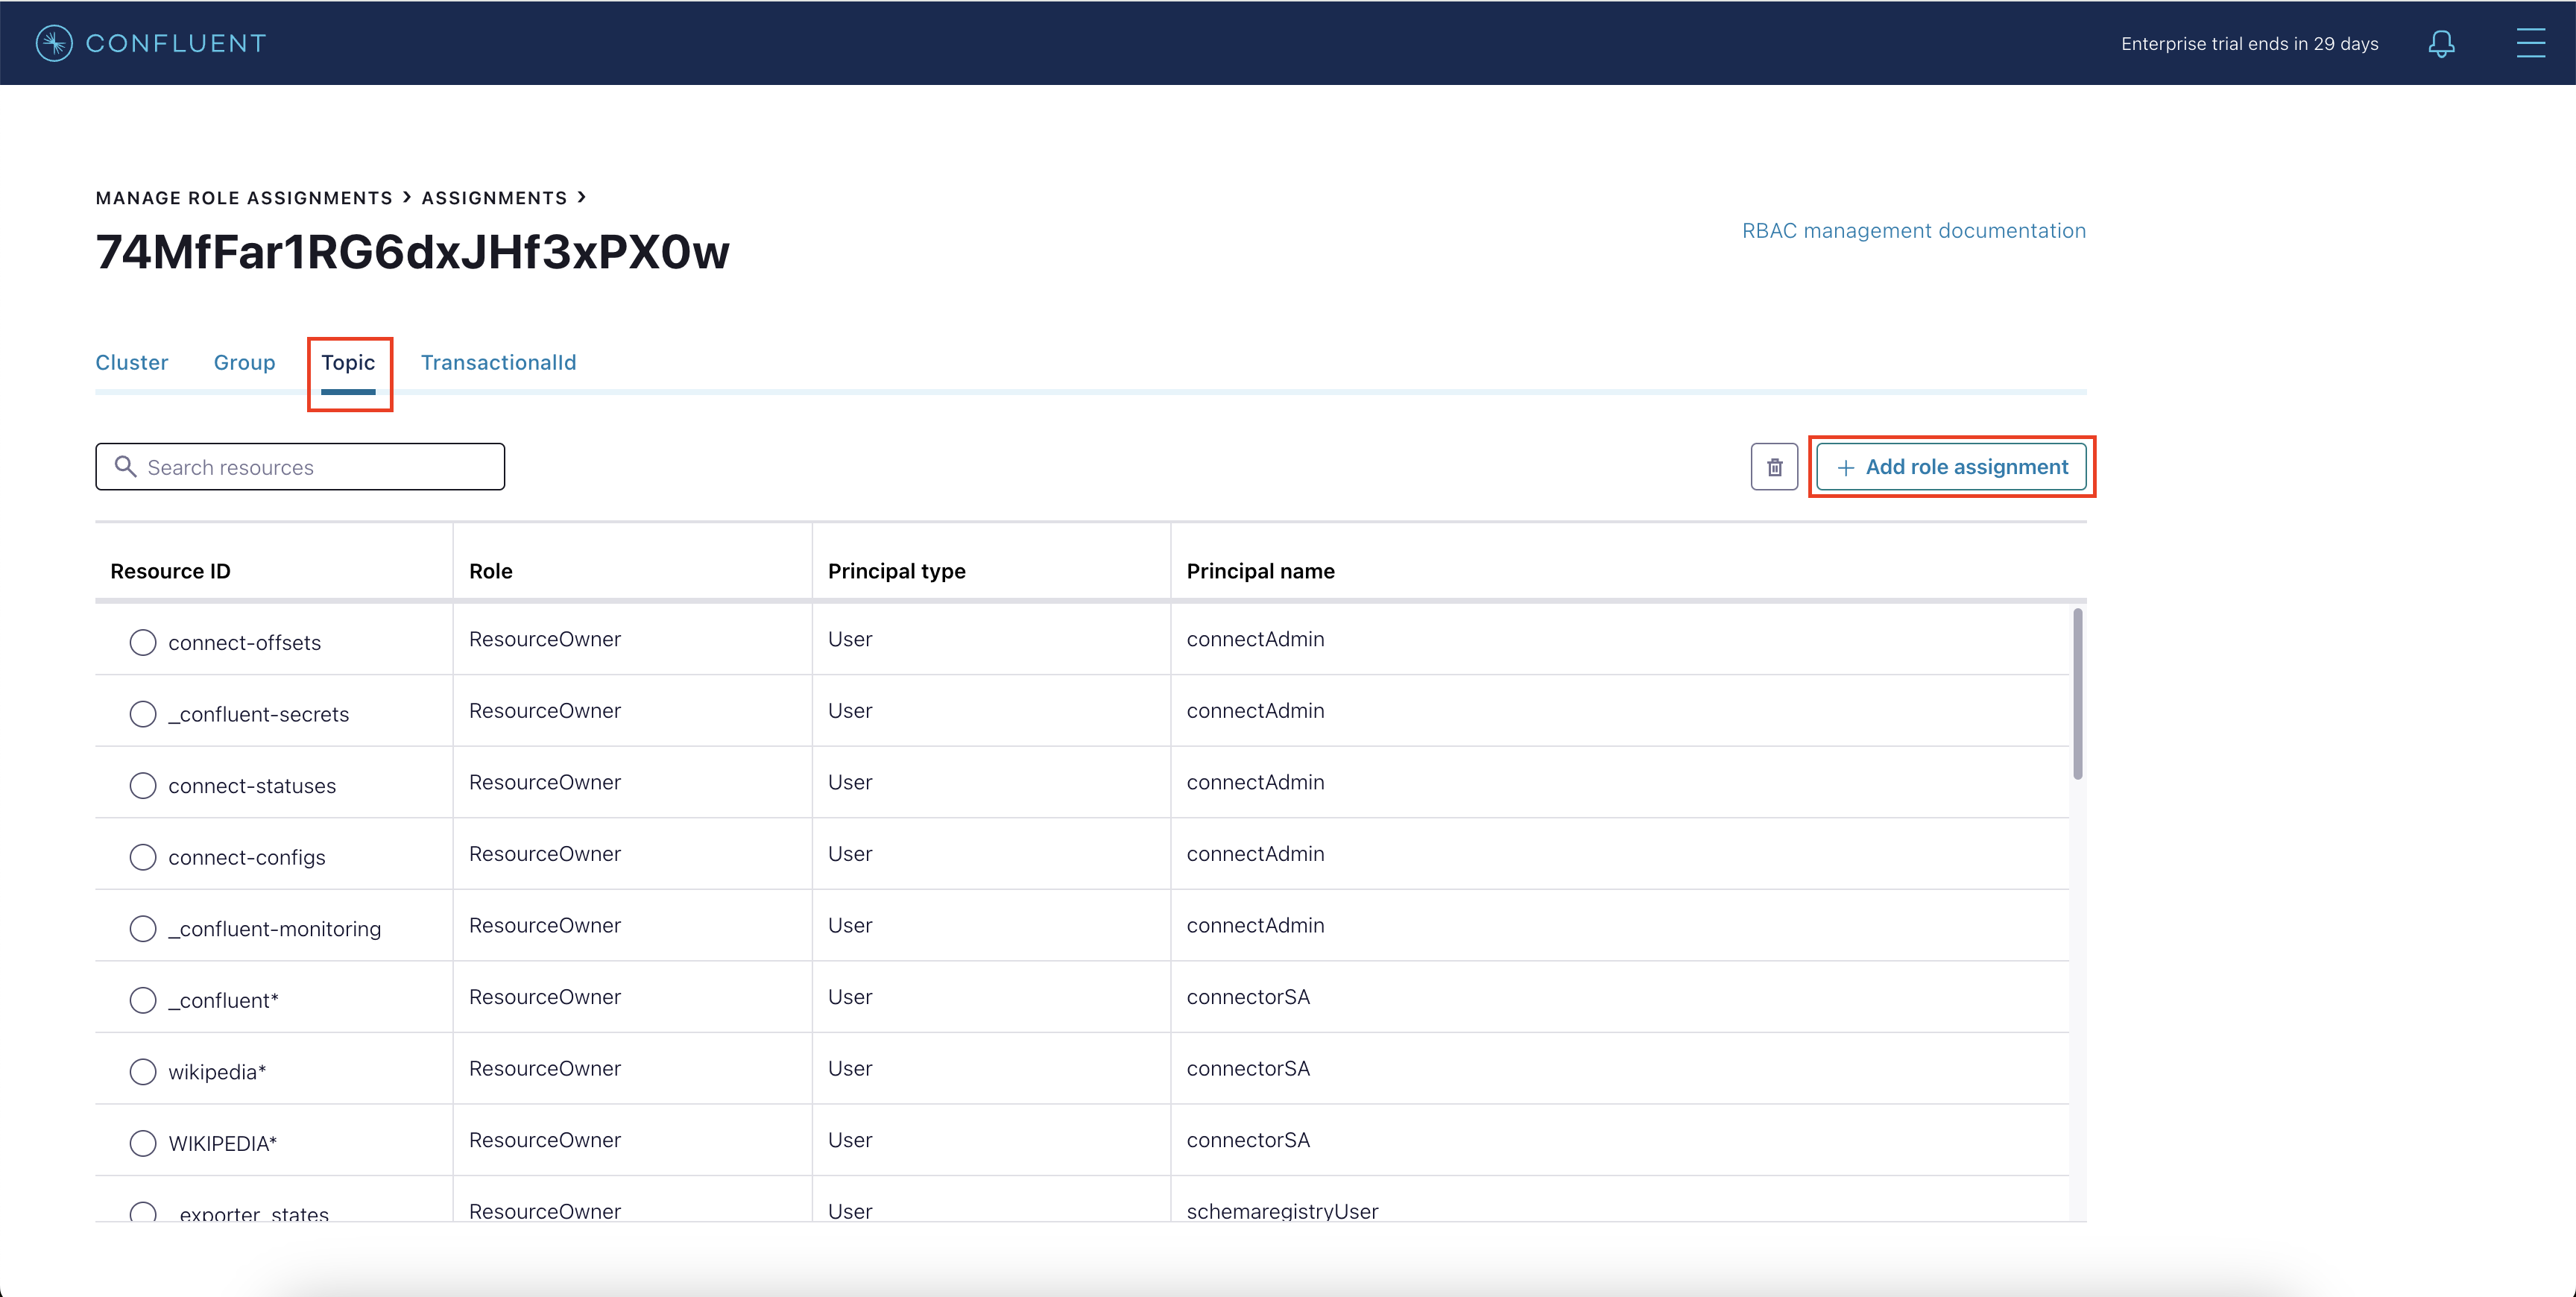 CONFLUENT
Enterprise trial ends in 29 days
MANAGE ROLE ASSIGNMENTS > ASSIGNMENTS >
74MfFar1RG6dxJHf3xPX0w
RBAC management documentation
Cluster Group Topic TransactionalId
Search resources
+ Add role assignment
Resource ID Role Principal type Principal name
connect-offsets ResourceOwner User connectAdmin
_confluent-secrets ResourceOwner User connectAdmin
connect-statuses ResourceOwner User connectAdmin
connect-configs ResourceOwner User connectAdmin
_confluent-monitoring ResourceOwner User connectAdmin
_confluent* ResourceOwner User connectorSA
wikipedia* ResourceOwner User connectorSA
WIKIPEDIA* ResourceOwner User connectorSA
_exporter_states ResourceOwner User schemaregistryUser